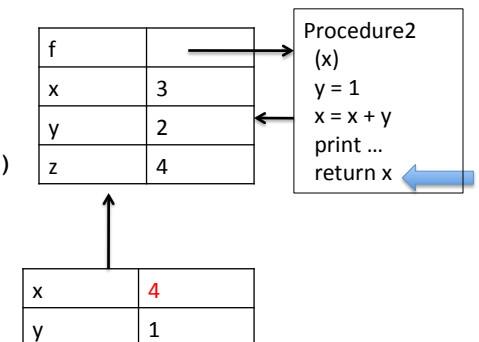 f
x 3
y 2
z 4
)
Procedure2
(x)
y = 1
x = x + y
print ...
return x
x 4
y 1